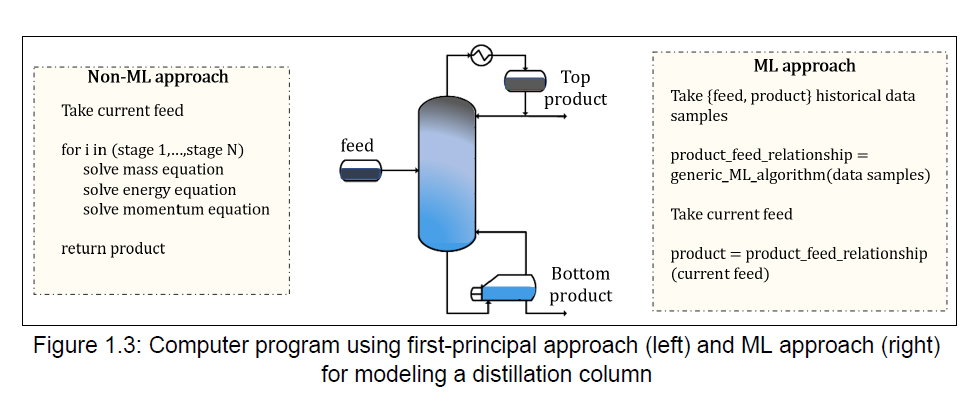 Non-ML approach
Take current feed
for i in (stage 1,...,stage N)
solve mass equation
solve energy equation
solve momentum equation
return product
feed
Top
product
Bottom
product
ML approach
Take {feed, product} historical data
samples
product_feed_relationship =
generic_ML_algorithm(data samples)
Take current feed
product = product_feed_relationship
(current feed)
Figure 1.3: Computer program using first-principal approach (left) and ML approach (right)
for modeling a distillation column